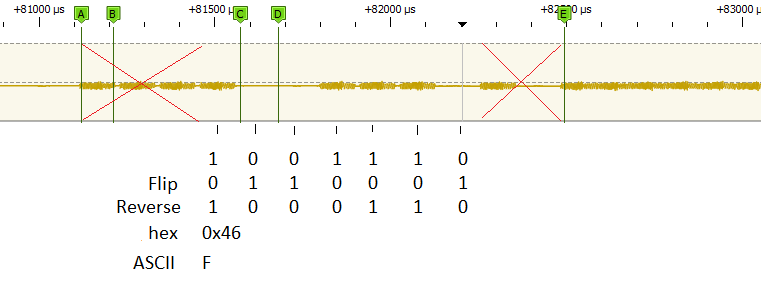 +81000 µs +81500 µs +82000 µs +82500 µs +83000 µs
A B C D E
1 0 0 1 1 1 0
Flip 0 1 1 0 0 0 1
Reverse 1 0 0 0 1 1 0
hex 0x46
ASCII F